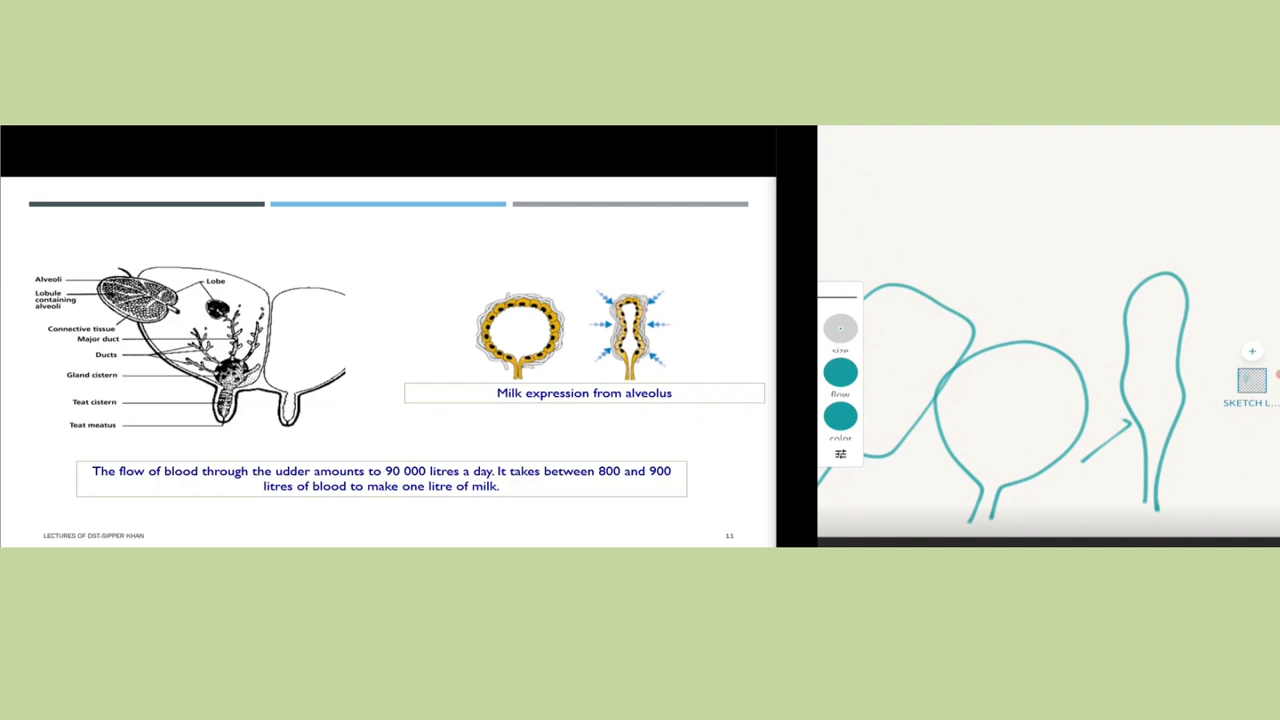 Alveoli
Lobule
containing
alveoli
Connective tissue
Major duct
Ducts
Gland cistern
Teat cistern
Teat meatus
Lobe
Milk expression from alveolus
The flow of blood through the udder amounts to 90 000 litres a day. It takes between 800 and 900
litres of blood to make one litre of milk.
LECTURES OF DST-SIPPER KHAN
11
size
flow
color
SKETCH L...